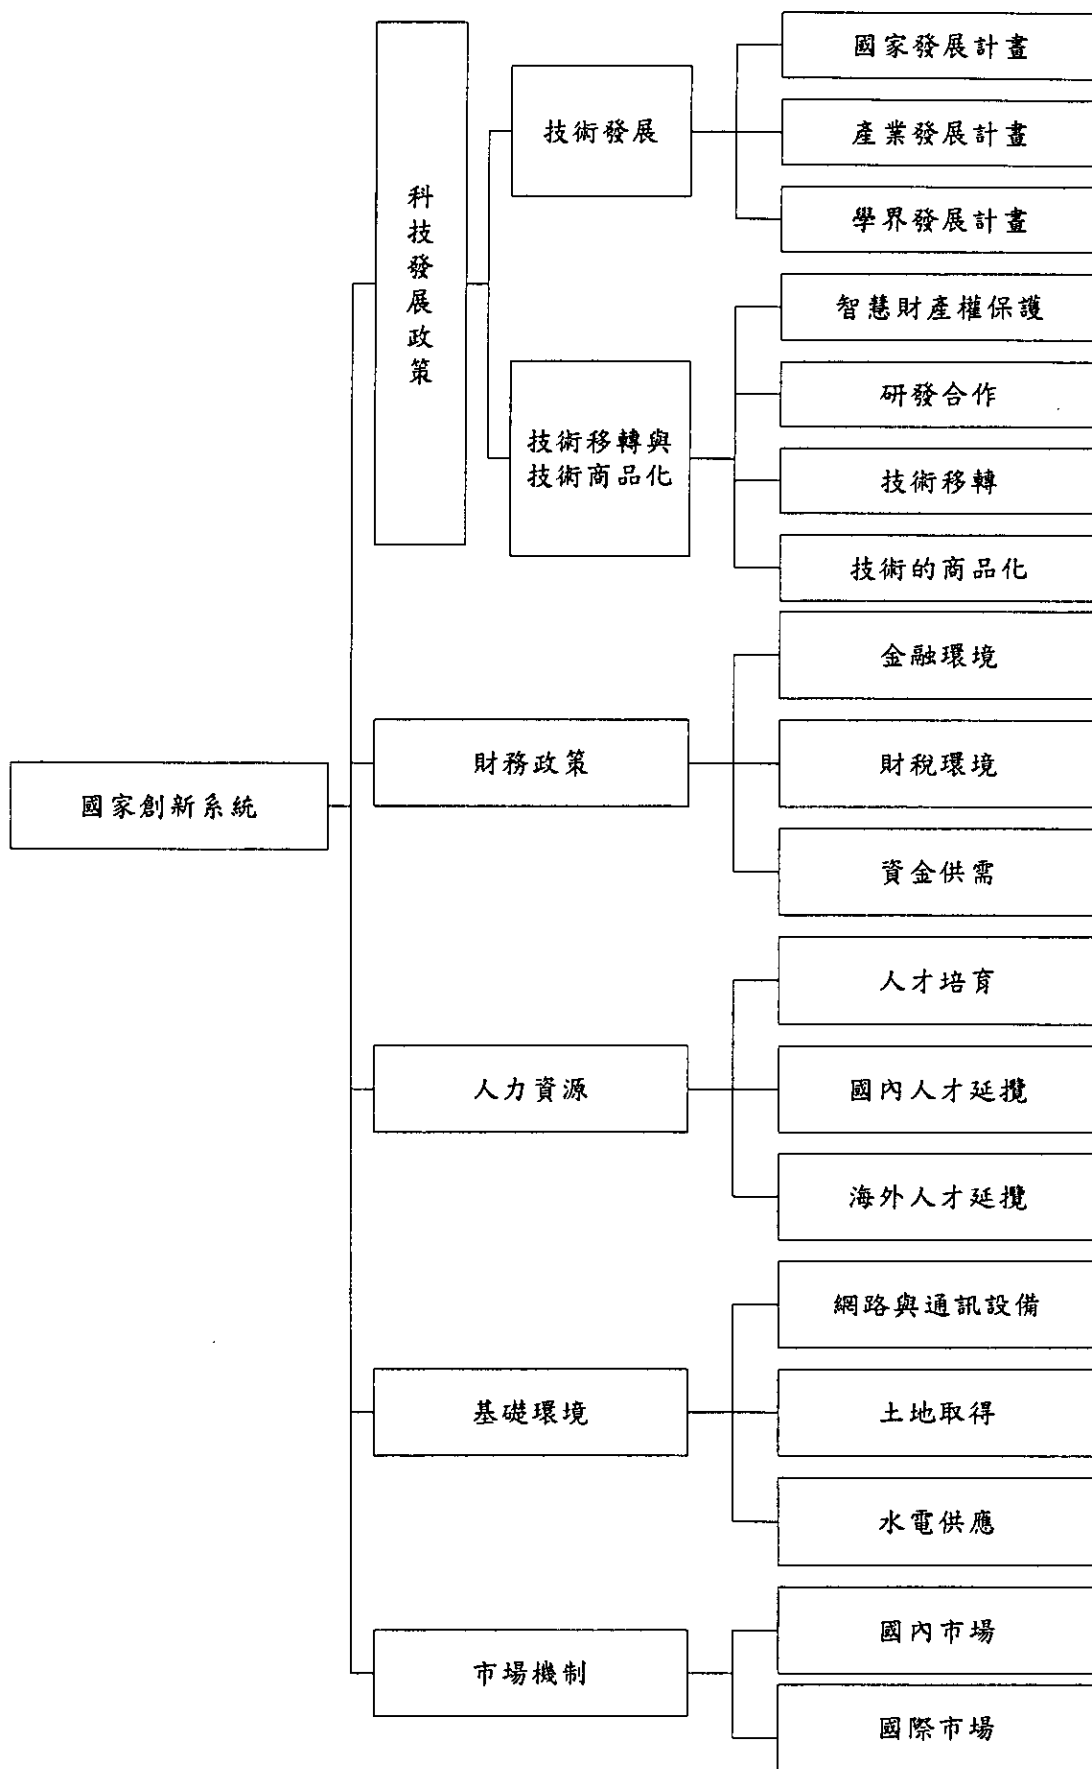 國家創新系統
科技發展政策
技術發展
國家發展計畫
產業發展計畫
學界發展計畫
技術移轉與
技術商品化
智慧財產權保護
研發合作
技術移轉
技術的商品化
財務政策
金融環境
財稅環境
資金供需
人力資源
人才培育
國內人才延攬
海外人才延攬
基礎環境
網路與通訊設備
土地取得
水電供應
市場機制
國內市場
國際市場